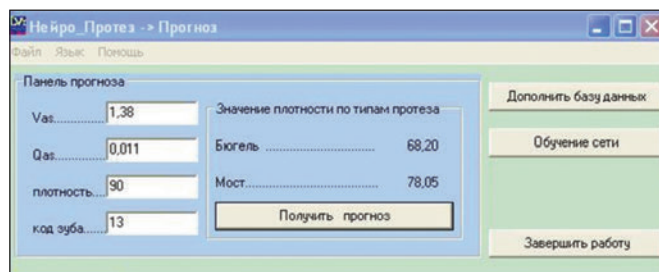 Нейро_Протез -> Прогноз
Файл Язык Помощь
Панель прогноза
Vas............. 1,38
Qas............. 0,011
плотность.... 90
код зуба...... 13
Значение плотности по типам протеза
Бюгель ................................ 68,20
Мост....................................... 78,05
Получить прогноз
Дополнить базу данных
Обучение сети
Завершить работу